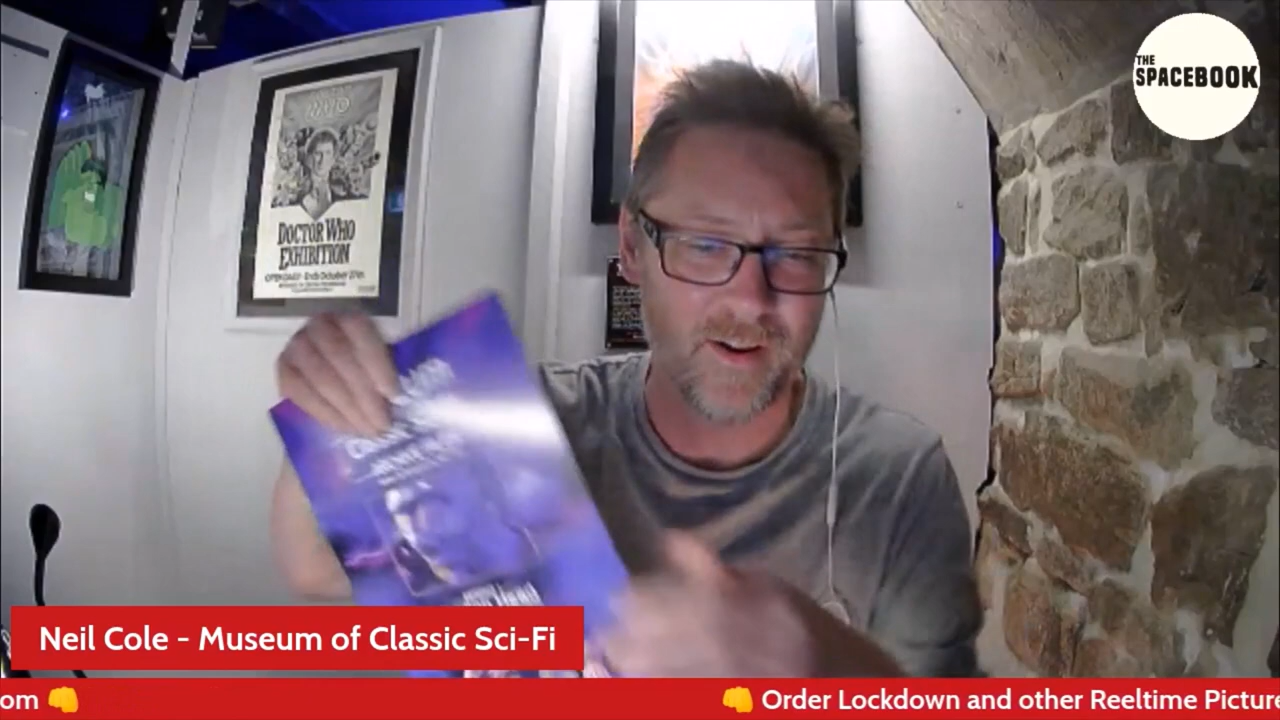 THE
SPACEBOOK
DOCTOR WHO
EXHIBITION
Neil Cole - Museum of Classic Sci-Fi
om 👊
👊 Order Lockdown and other Reeltime Picture